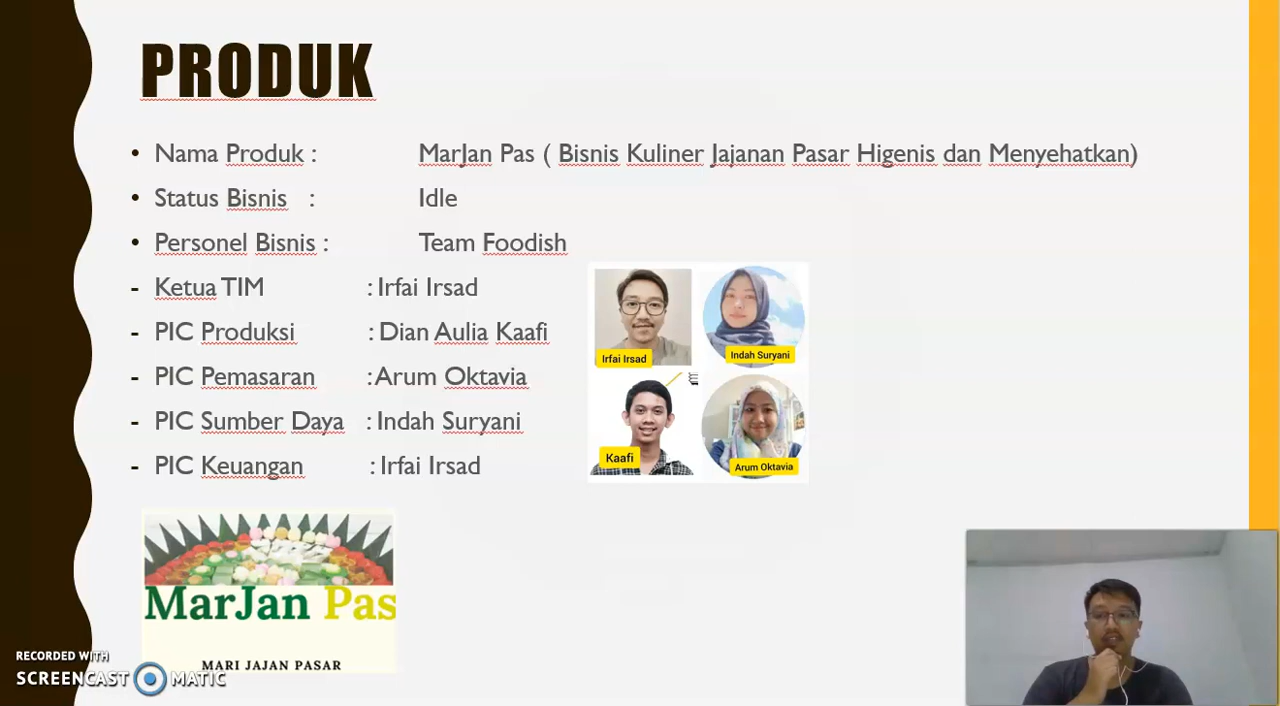 PRODUK
• Nama Produk : MarJan Pas ( Bisnis Kuliner Jajanan Pasar Higenis dan Menyehatkan)
• Status Bisnis : Idle
• Personel Bisnis : Team Foodish
- Ketua TIM : Irfai Irsad
- PIC Produksi : Dian Aulia Kaafi
- PIC Pemasaran : Arum Oktavia
- PIC Sumber Daya : Indah Suryani
- PIC Keuangan : Irfai Irsad
Irfai Irsad
Indah Suryani
Kaafi
Arum Oktavia
MarJan Pas
MARI JAJAN PASAR
RECORDED WITH
SCREENCAST MATIC